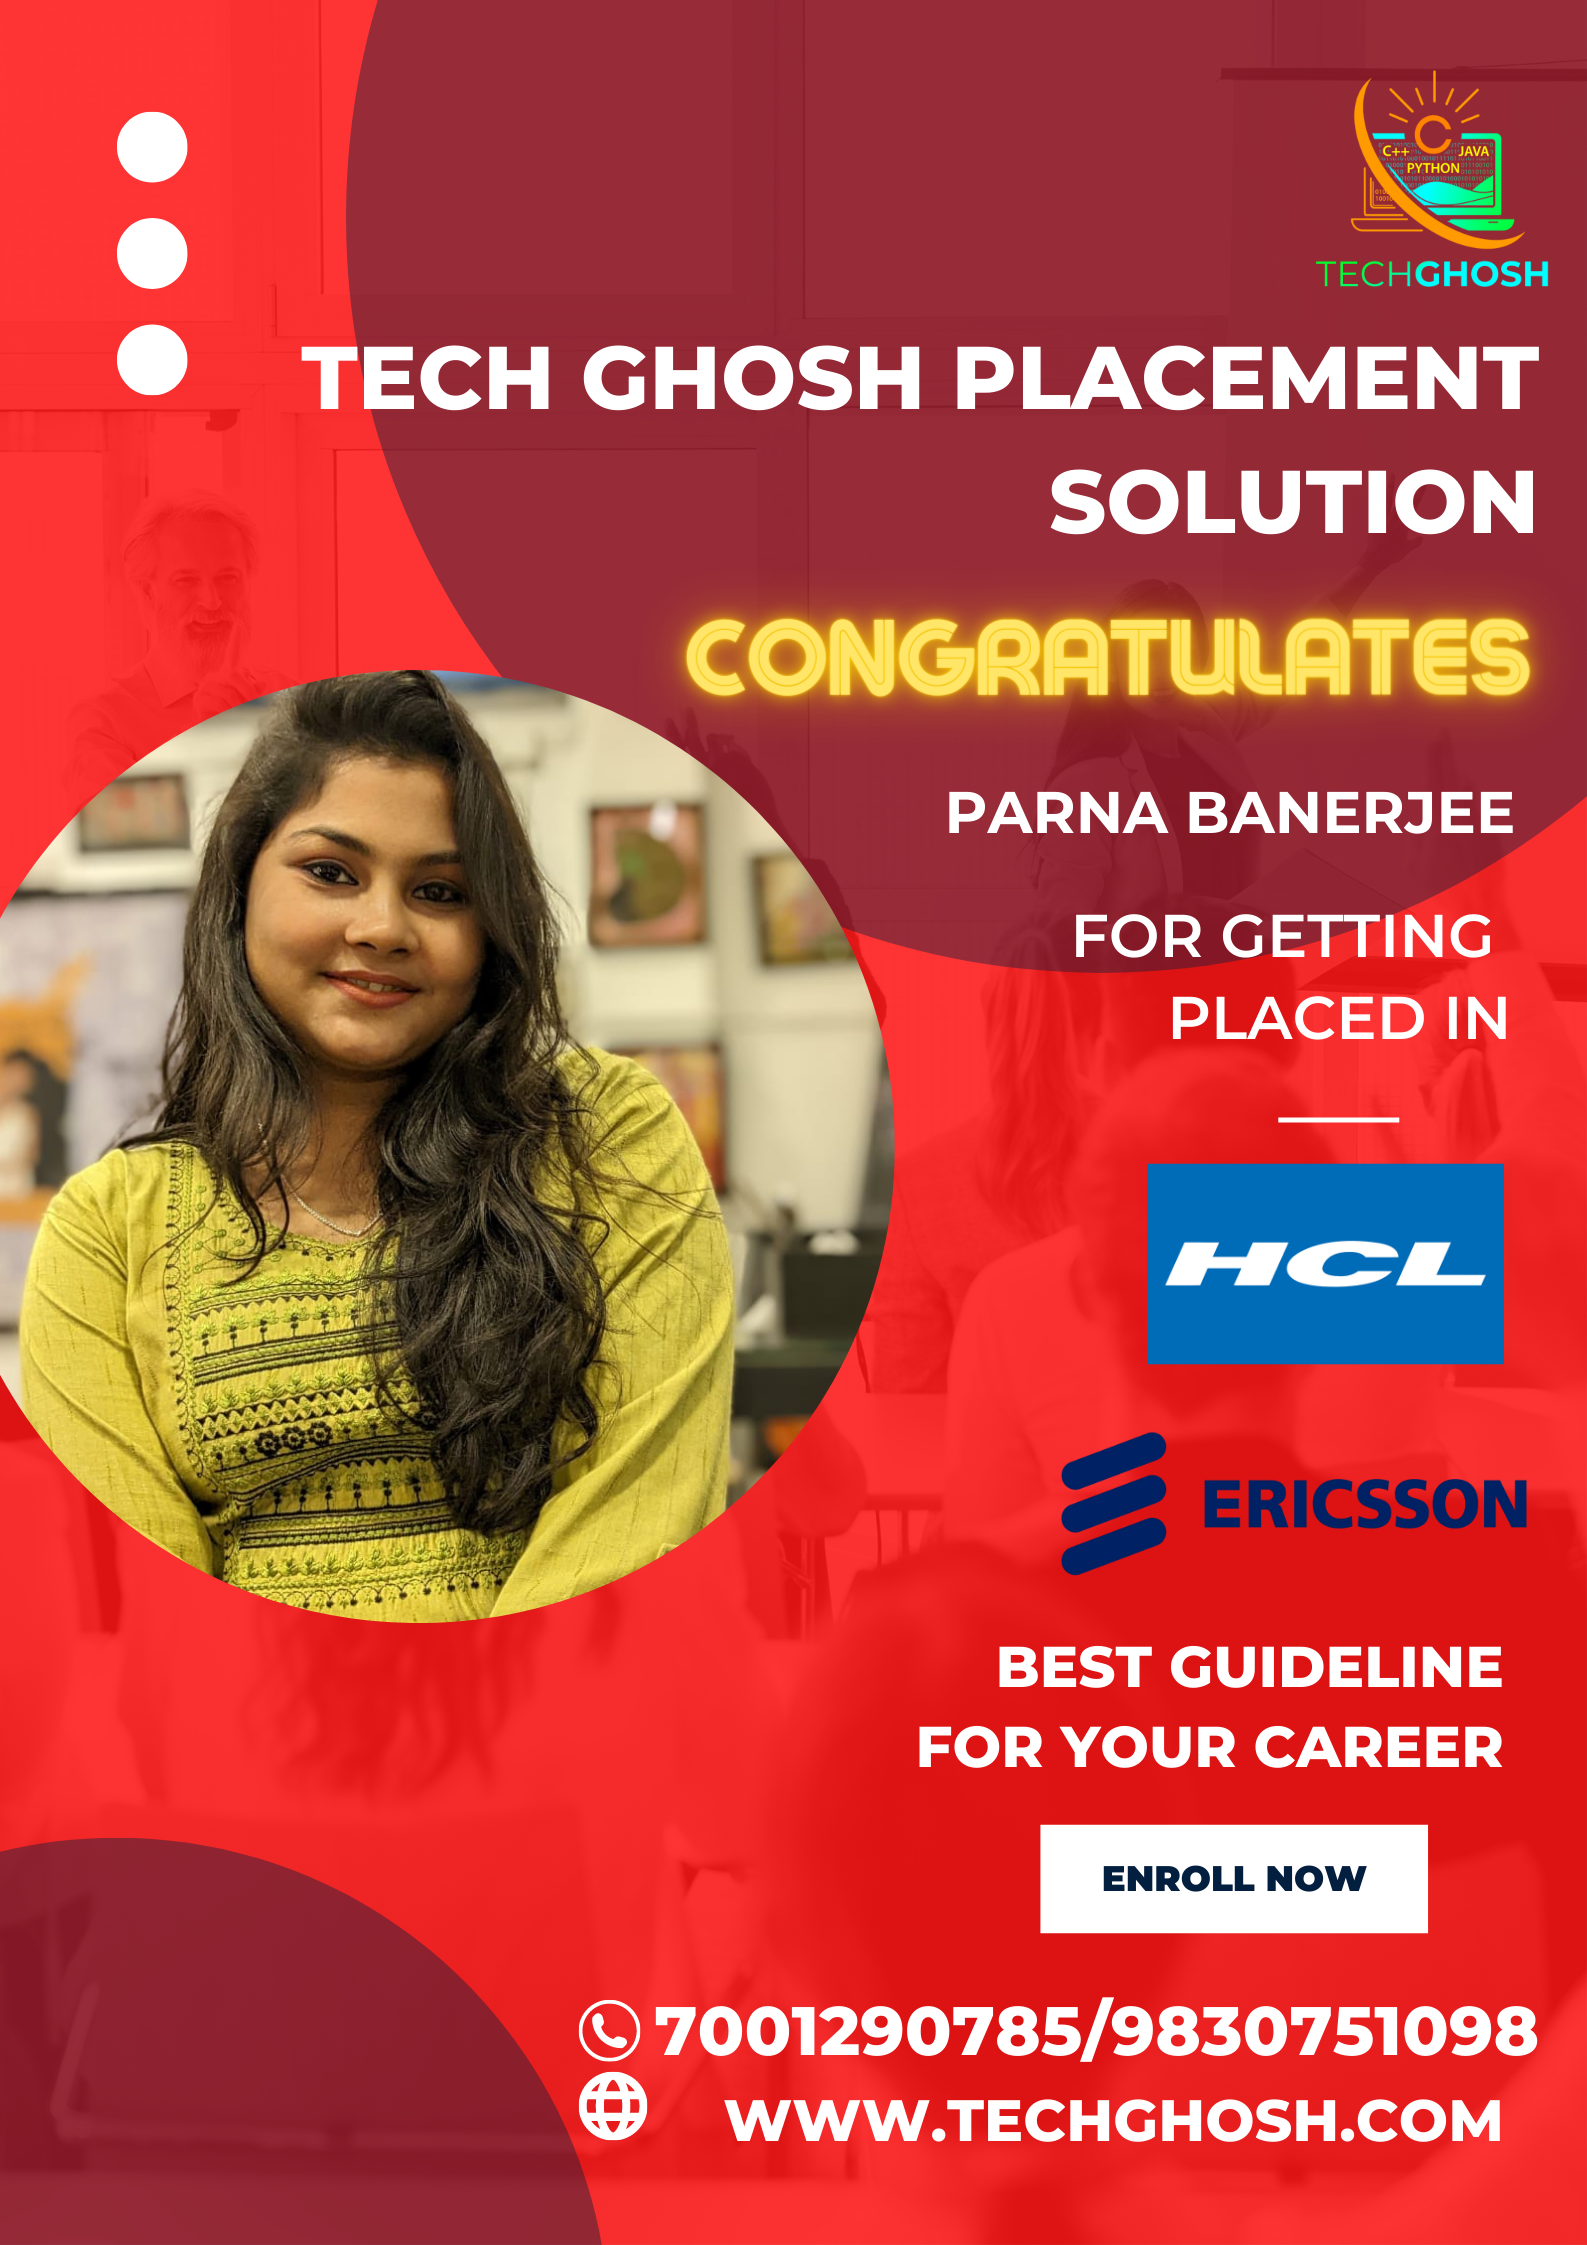 C
C++ JAVA
PYTHON
TECHGHOSH
TECH GHOSH PLACEMENT
SOLUTION
CONGRATULATES
PARNA BANERJEE
FOR GETTING
PLACED IN
HCL
ERICSSON
BEST GUIDELINE
FOR YOUR CAREER
ENROLL NOW
7001290785/9830751098
WWW.TECHGHOSH.COM